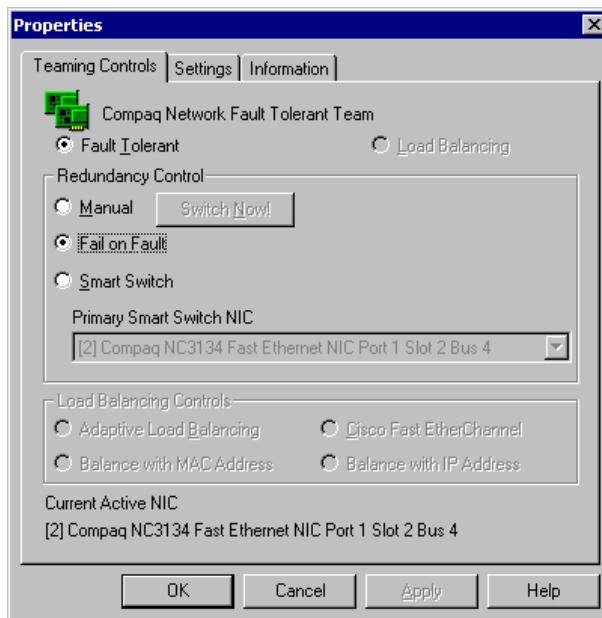 Properties
Teaming Controls Settings Information
Compaq Network Fault Tolerant Team
Fault Tolerant Load Balancing
Redundancy Control
Manual Switch Now!
Fail on Fault
Smart Switch
Primary Smart Switch NIC
[2] Compaq NC3134 Fast Ethernet NIC Port 1 Slot 2 Bus 4
Load Balancing Controls
Adaptive Load Balancing Cisco Fast EtherChannel
Balance with MAC Address Balance with IP Address
Current Active NIC
[2] Compaq NC3134 Fast Ethernet NIC Port 1 Slot 2 Bus 4
OK Cancel Apply Help